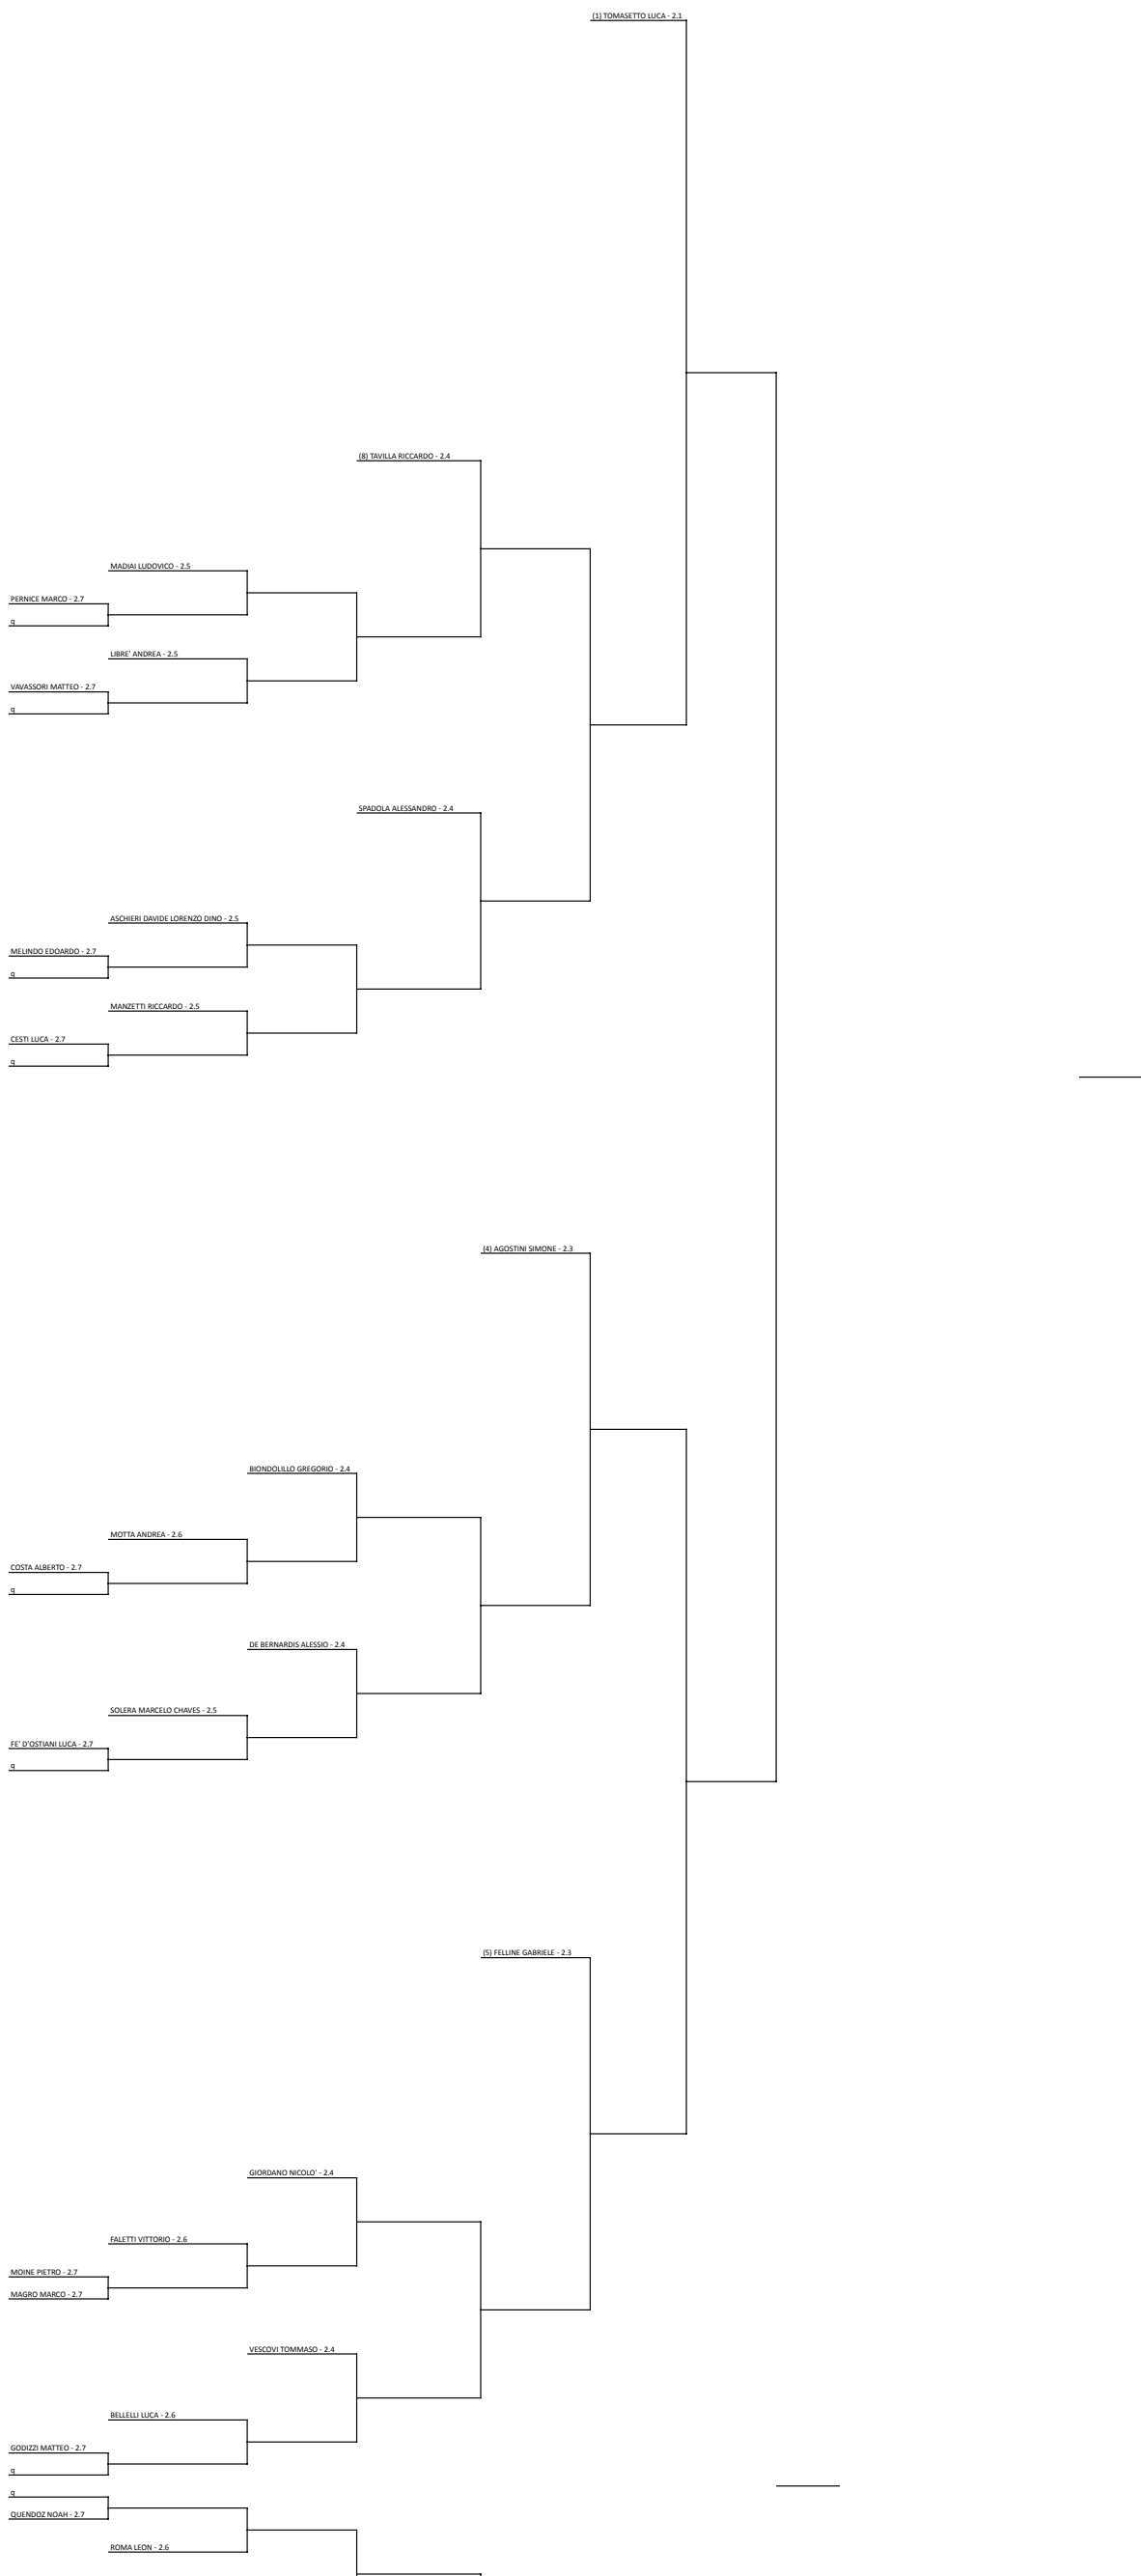 (1) TOMASETTO LUCA - 2.1
(8) TAVILLA RICCARDO - 2.4
MADIAI LUDOVICO - 2.5
PERNICE MARCO - 2.7
q
LIBRE' ANDREA - 2.5
VAVASSORI MATTEO - 2.7
q
SPADOLA ALESSANDRO - 2.4
ASCHIERI DAVIDE LORENZO DINO - 2.5
MELINDO EDOARDO - 2.7
q
MANZETTI RICCARDO - 2.5
CESTI LUCA - 2.7
q
(4) AGOSTINI SIMONE - 2.3
BIONDOLILLO GREGORIO - 2.4
MOTTA ANDREA - 2.6
COSTA ALBERTO - 2.7
q
DE BERNARDIS ALESSIO - 2.4
SOLERA MARCELO CHAVES - 2.5
FE' D'OSTIANI LUCA - 2.7
q
(5) FELLINE GABRIELE - 2.3
GIORDANO NICOLO' - 2.4
FALETTI VITTORIO - 2.6
MOINE PIETRO - 2.7
MAGRO MARCO - 2.7
VESCOVI TOMMASO - 2.4
BELLELLI LUCA - 2.6
GODIZZI MATTEO - 2.7
q
q
QUENDOZ NOAH - 2.7
ROMA LEON - 2.6